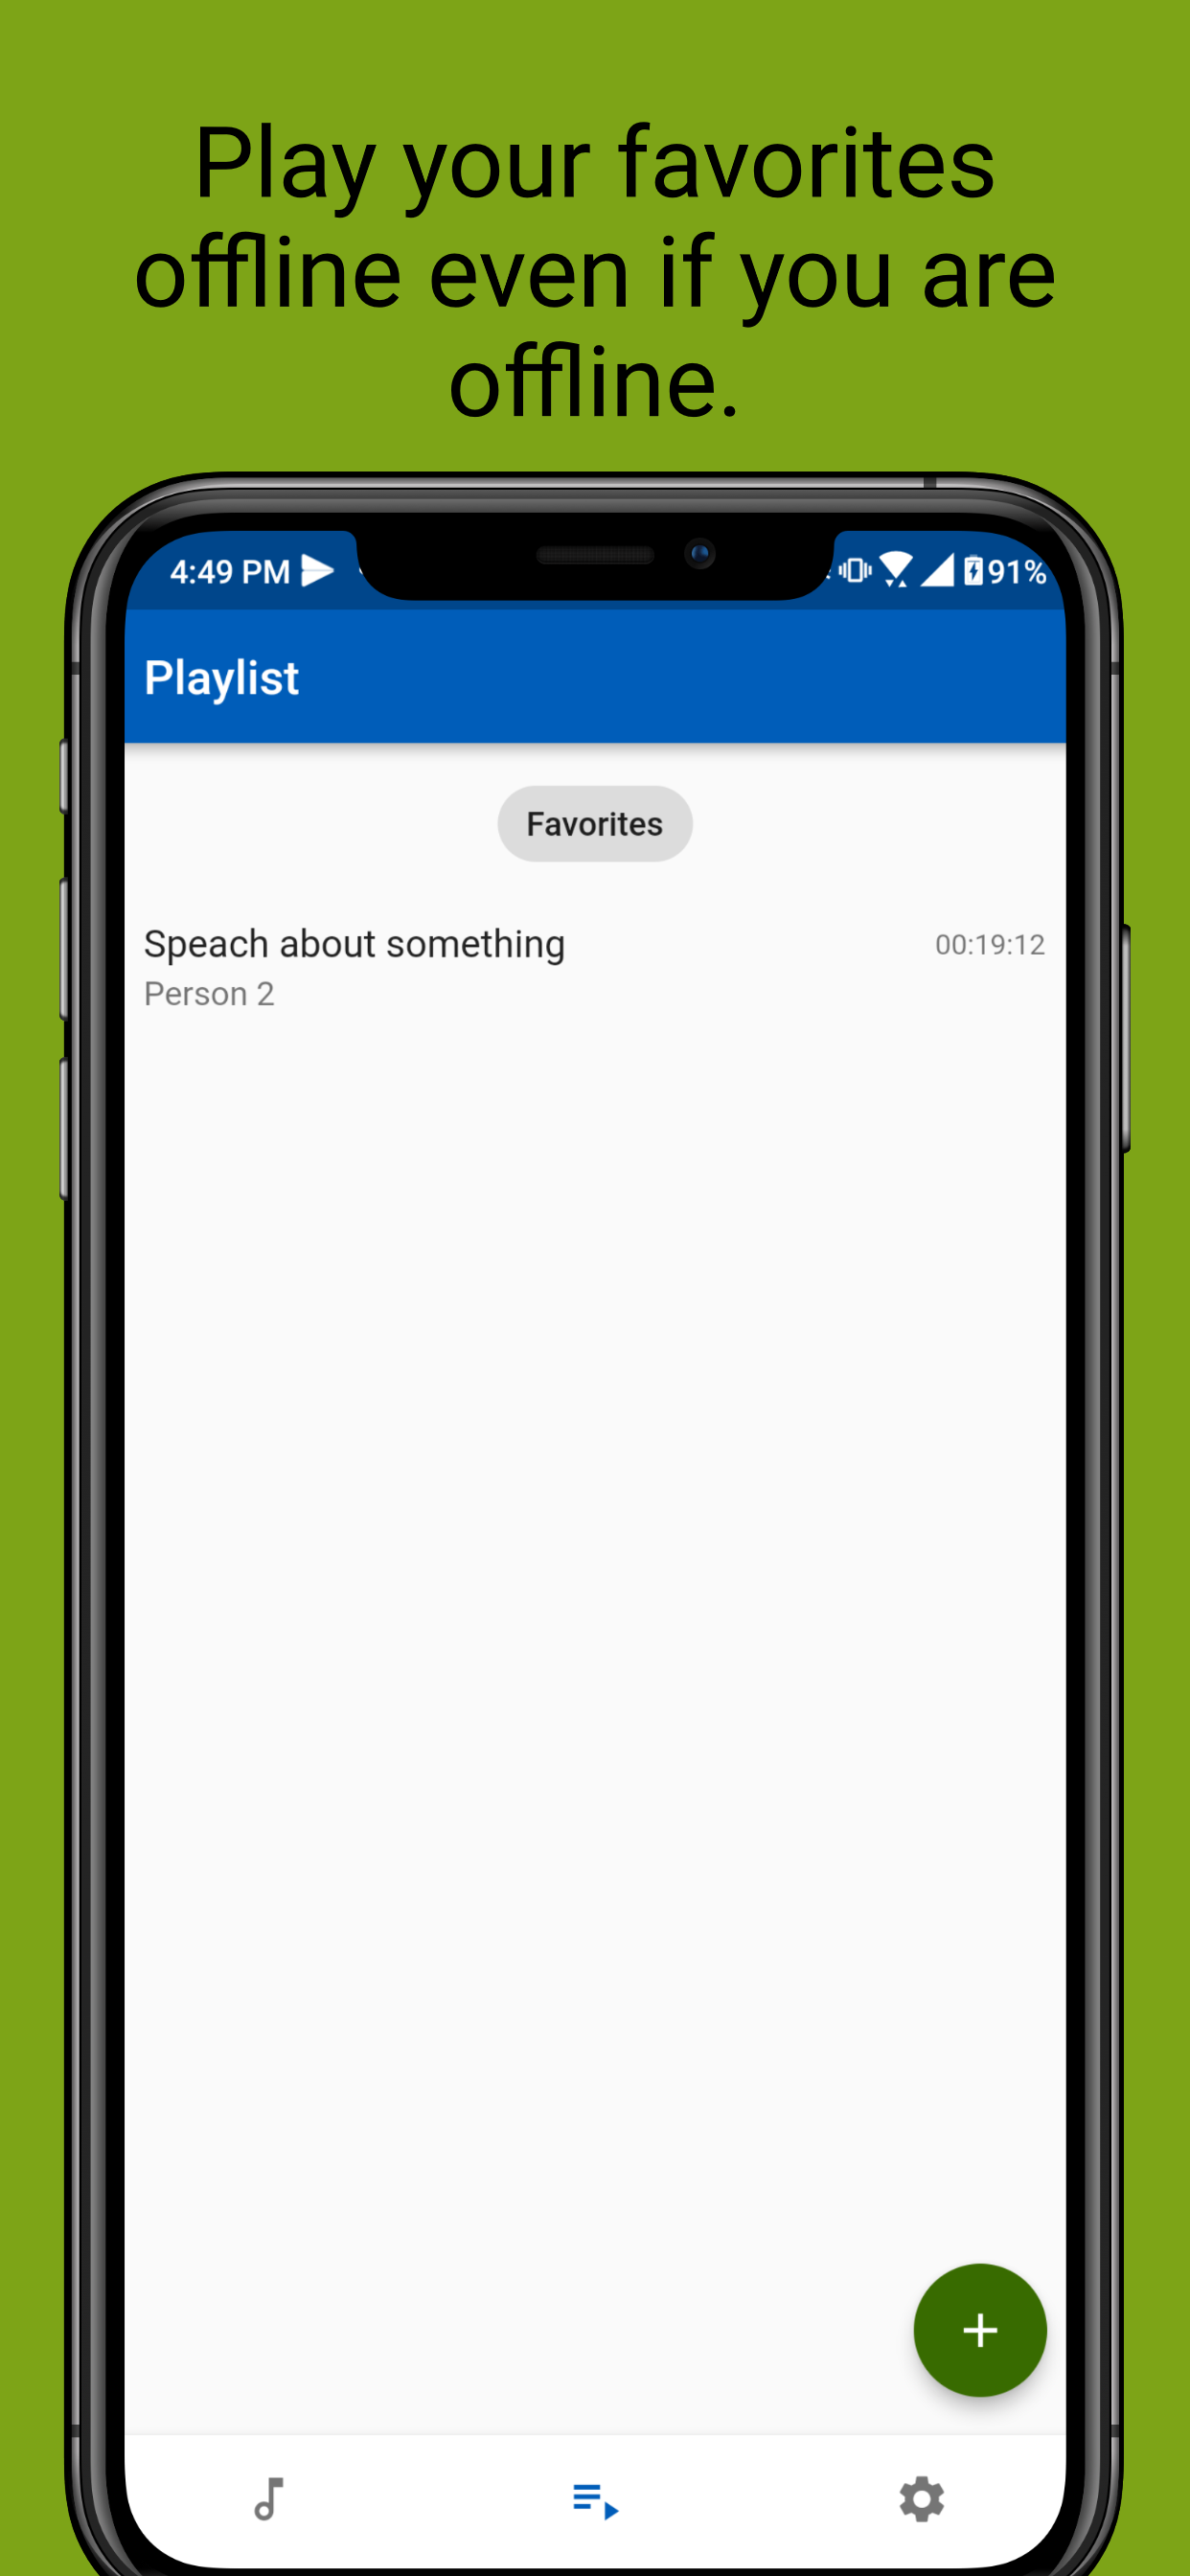 Play your favorites
offline even if you are
offline.
4:49 PM
91%
Playlist
Favorites
Speach about something
00:19:12
Person 2